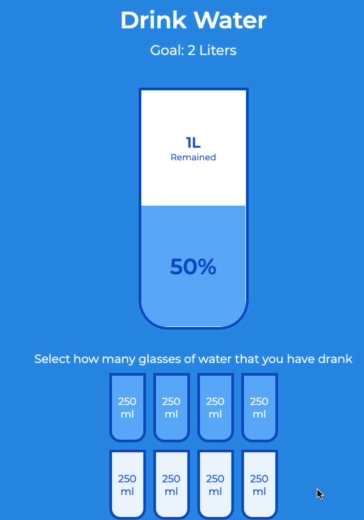 Drink Water
Goal: 2 Liters
1L
Remained
50%
Select how many glasses of water that you have drank
250 250 250 250
ml ml ml ml
250 250 250 250
ml ml ml ml